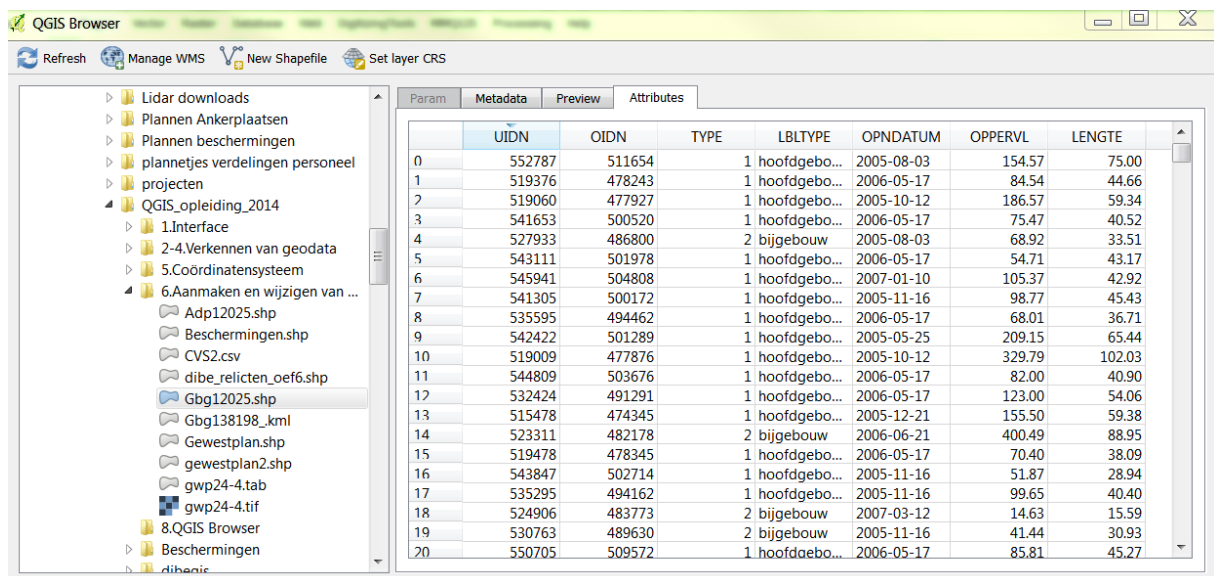 QGIS Browser
Refresh Manage WMS New Shapefile Set layer CRS
Lidar downloads
Plannen Ankerplaatsen
Plannen beschermingen
plannetjes verdelingen personeel
projecten
QGIS_opleiding_2014
1.Interface
2-4.Verkennen van geodata
5.Coördinatensysteem
6.Aanmaken en wijzigen van ...
Adp12025.shp
Beschermingen.shp
CVS2.csv
dibe_relicten_oef6.shp
Gbg12025.shp
Gbg138198_.kml
Gewestplan.shp
gewestplan2.shp
gwp24-4.tab
gwp24-4.tif
8.QGIS Browser
Beschermingen
dibegis
Param Metadata Preview Attributes
UIDN OIDN TYPE LBLTYPE OPNDATUM OPPERVL LENGTE
0 552787 511654 1 hoofdgebo... 2005-08-03 154.57 75.00
1 519376 478243 1 hoofdgebo... 2006-05-17 84.54 44.66
2 519060 477927 1 hoofdgebo... 2005-10-12 186.57 59.34
3 541653 500520 1 hoofdgebo... 2006-05-17 75.47 40.52
4 527933 486800 2 bijgebouw 2005-08-03 68.92 33.51
5 543111 501978 1 hoofdgebo... 2006-05-17 54.71 43.17
6 545941 504808 1 hoofdgebo... 2007-01-10 105.37 42.92
7 541305 500172 1 hoofdgebo... 2005-11-16 98.77 45.43
8 535595 494462 1 hoofdgebo... 2006-05-17 68.01 36.71
9 542422 501289 1 hoofdgebo... 2005-05-25 209.15 65.44
10 519009 477876 1 hoofdgebo... 2005-10-12 329.79 102.03
11 544809 503676 1 hoofdgebo... 2006-05-17 82.00 40.90
12 532424 491291 1 hoofdgebo... 2006-05-17 123.00 54.06
13 515478 474345 1 hoofdgebo... 2005-12-21 155.50 59.38
14 523311 482178 2 bijgebouw 2006-06-21 400.49 88.95
15 519478 478345 1 hoofdgebo... 2006-05-17 70.40 38.09
16 543847 502714 1 hoofdgebo... 2005-11-16 51.87 28.94
17 535295 494162 1 hoofdgebo... 2005-11-16 99.65 40.40
18 524906 483773 2 bijgebouw 2007-03-12 14.63 15.59
19 530763 489630 2 bijgebouw 2005-11-16 41.44 30.93
20 550705 509572 1 hoofdgebo... 2006-05-17 85.81 45.27